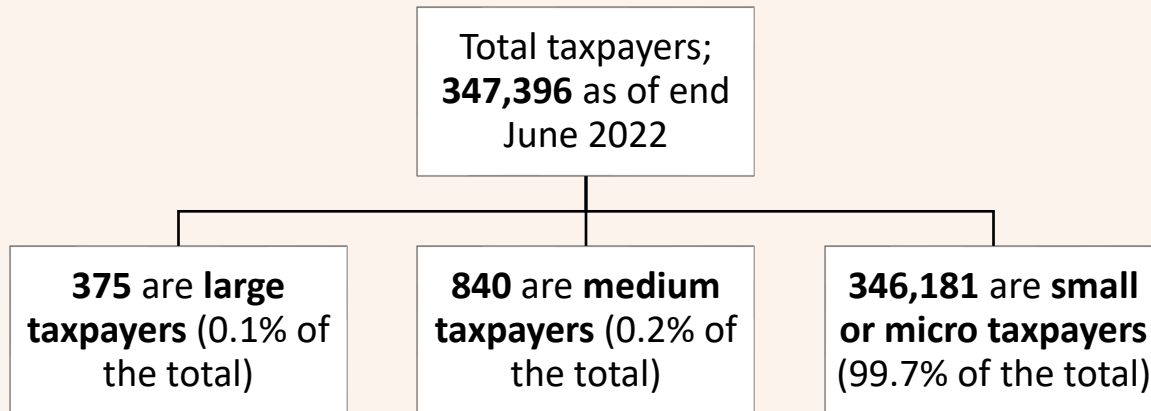 Total taxpayers;
347,396 as of end
June 2022
375 are large
taxpayers (0.1% of
the total)
840 are medium
taxpayers (0.2% of
the total)
346,181 are small
or micro taxpayers
(99.7% of the total)